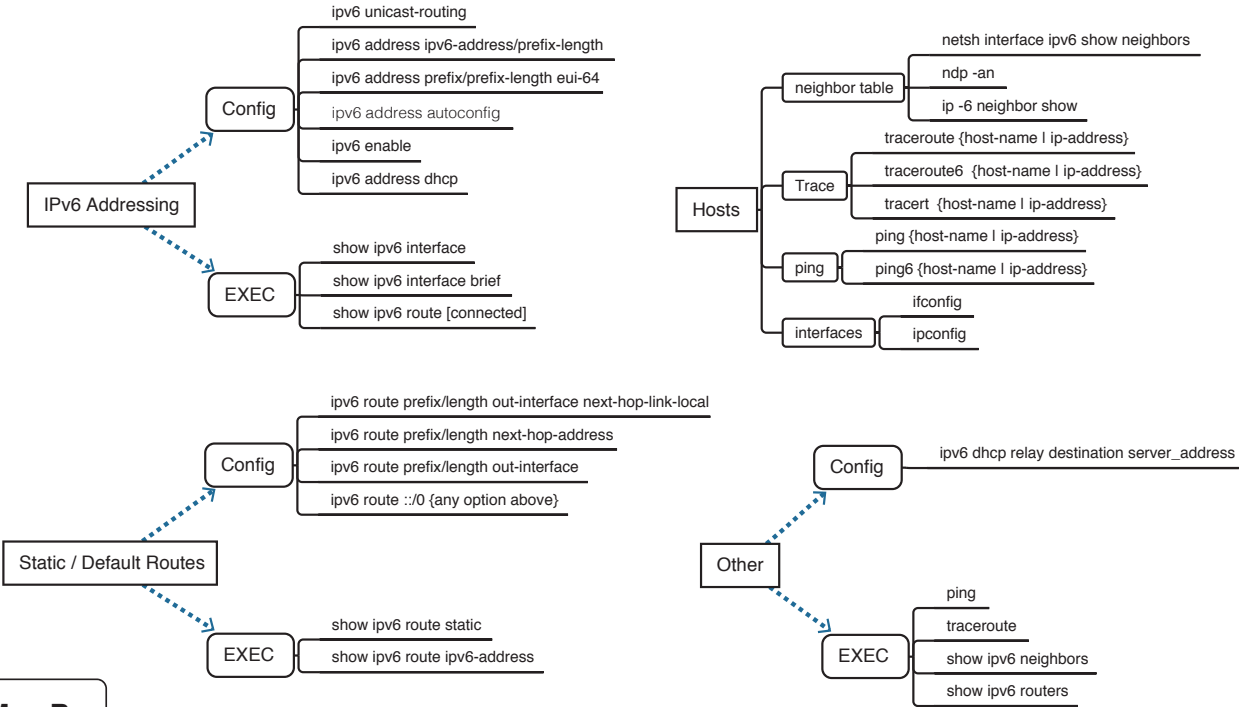 IPv6 Addressing
Config
ipv6 unicast-routing
ipv6 address ipv6-address/prefix-length
ipv6 address prefix/prefix-length eui-64
ipv6 address autoconfig
ipv6 enable
ipv6 address dhcp
EXEC
show ipv6 interface
show ipv6 interface brief
show ipv6 route [connected]
Hosts
neighbor table
netsh interface ipv6 show neighbors
ndp -an
ip -6 neighbor show
Trace
traceroute {host-name | ip-address}
traceroute6 {host-name | ip-address}
tracert {host-name | ip-address}
ping
ping {host-name | ip-address}
ping6 {host-name | ip-address}
interfaces
ifconfig
ipconfig
Static / Default Routes
Config
ipv6 route prefix/length out-interface next-hop-link-local
ipv6 route prefix/length next-hop-address
ipv6 route prefix/length out-interface
ipv6 route ::/0 {any option above}
EXEC
show ipv6 route static
show ipv6 route ipv6-address
Other
Config
ipv6 dhcp relay destination server_address
EXEC
ping
traceroute
show ipv6 neighbors
show ipv6 routers